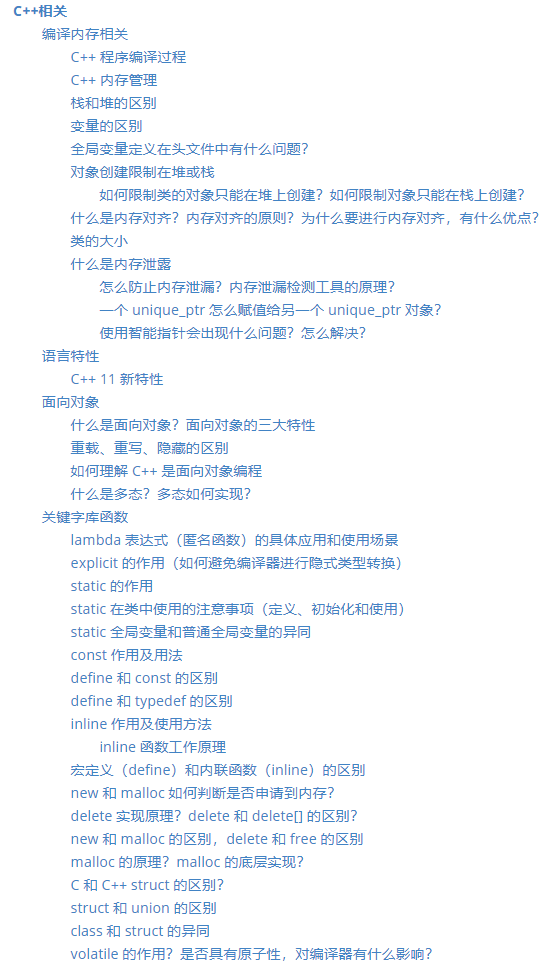 C++相关
编译内存相关
C++ 程序编译过程
C++ 内存管理
栈和堆的区别
变量的区别
全局变量定义在头文件中有什么问题？
对象创建限制在堆或栈
如何限制类的对象只能在堆上创建？如何限制对象只能在栈上创建？
什么是内存对齐？内存对齐的原则？为什么要进行内存对齐，有什么优点？
类的大小
什么是内存泄露
怎么防止内存泄漏？内存泄漏检测工具的原理？
一个 unique_ptr 怎么赋值给另一个 unique_ptr 对象？
使用智能指针会出现什么问题？怎么解决？
语言特性
C++ 11 新特性
面向对象
什么是面向对象？面向对象的三大特性
重载、重写、隐藏的区别
如何理解 C++ 是面向对象编程
什么是多态？多态如何实现？
关键字库函数
lambda 表达式（匿名函数）的具体应用和使用场景
explicit 的作用（如何避免编译器进行隐式类型转换）
static 的作用
static 在类中使用的注意事项（定义、初始化和使用）
static 全局变量和普通全局变量的异同
const 作用及用法
define 和 const 的区别
define 和 typedef 的区别
inline 作用及使用方法
inline 函数工作原理
宏定义（define）和内联函数（inline）的区别
new 和 malloc 如何判断是否申请到内存？
delete 实现原理？delete 和 delete[] 的区别？
new 和 malloc 的区别，delete 和 free 的区别
malloc 的原理？malloc 的底层实现？
C 和 C++ struct 的区别？
struct 和 union 的区别
class 和 struct 的异同
volatile 的作用？是否具有原子性，对编译器有什么影响？